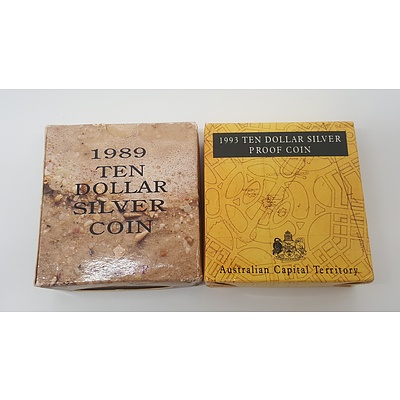 1989
TEN
DOLLAR
SILVER
COIN
1993 TEN DOLLAR SILVER
PROOF COIN
Australian Capital Territory